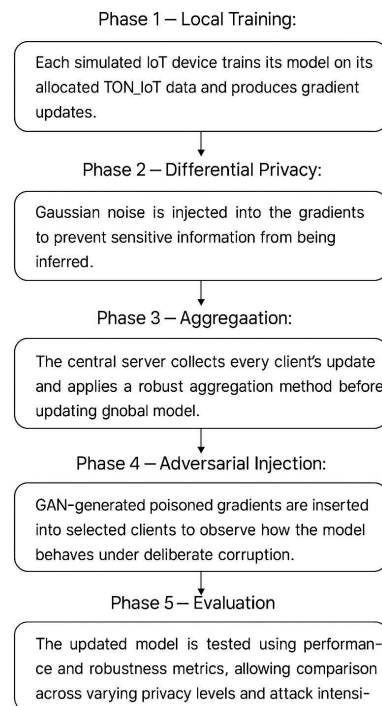 Phase 1 – Local Training:
Each simulated IoT device trains its model on its
allocated TON_IoT data and produces gradient
updates.
Phase 2 – Differential Privacy:
Gaussian noise is injected into the gradients
to prevent sensitive information from being
inferred.
Phase 3 – Aggregaation:
The central server collects every client's update
and applies a robust aggregation method before
updating gnobal model.
Phase 4 – Adversarial Injection:
GAN-generated poisoned gradients are inserted
into selected clients to observe how the model
behaves under deliberate corruption.
Phase 5 – Evaluation
The updated model is tested using performan–
ce and robustness metrics, allowing comparison
across varying privacy levels and attack intensi–